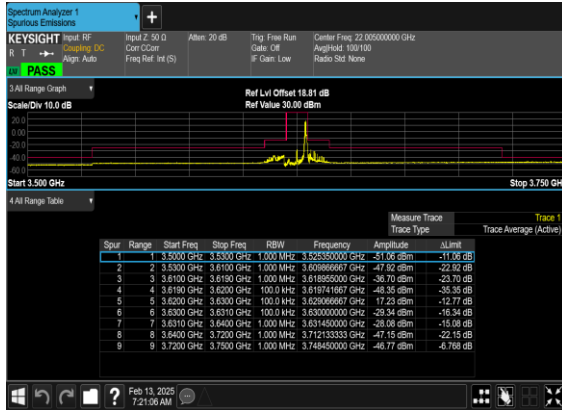 Spectrum Analyzer 1
Spurious Emissions
+
KEYSIGHT Input: RF Input Z: 50 Ω Atten: 20 dB Trig: Free Run Center Freq: 22.005000000 GHz
R T Coupling: DC Corr CCorr Gate: Off Avg|Hold: 100/100
Align: Auto Freq Ref: Int (S) IF Gain: Low Radio Std: None
LNI PASS
3 All Range Graph
Ref Lvl Offset 18.81 dB
Scale/Div 10.0 dB Ref Value 30.00 dBm
20.0
0.00
-20.0
-40.0
-60.0
Start 3.500 GHz Stop 3.750 GH
4 All Range Table
Measure Trace Trace 1
Trace Type Trace Average (Active)
Spur Range Start Freq Stop Freq RBW Frequency Amplitude ΔLimit
1 1 3.5000 GHz 3.5300 GHz 1.000 MHz 3.525350000 GHz -51.06 dBm -11.06 dB
2 2 3.5300 GHz 3.6100 GHz 1.000 MHz 3.609866667 GHz -47.92 dBm -22.92 dB
3 3 3.6100 GHz 3.6190 GHz 1.000 MHz 3.618955000 GHz -36.70 dBm -23.70 dB
4 4 3.6190 GHz 3.6200 GHz 100.0 kHz 3.619741667 GHz -48.35 dBm -35.35 dB
5 5 3.6200 GHz 3.6300 GHz 100.0 kHz 3.629066667 GHz 17.23 dBm -12.77 dB
6 6 3.6300 GHz 3.6310 GHz 100.0 kHz 3.630000000 GHz -29.34 dBm -16.34 dB
7 7 3.6310 GHz 3.6400 GHz 1.000 MHz 3.631450000 GHz -28.08 dBm -15.08 dB
8 8 3.6400 GHz 3.7200 GHz 1.000 MHz 3.712133333 GHz -47.15 dBm -22.15 dB
9 9 3.7200 GHz 3.7500 GHz 1.000 MHz 3.748450000 GHz -46.77 dBm -6.768 dB
? Feb 13, 2025
7:21:06 AM